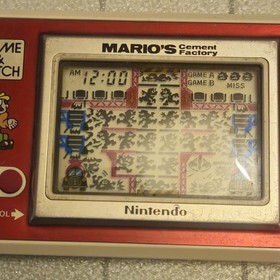 GAME
&
WATCH
MARIO'S Cement
Factory
AM 12:00
GAME A
GAME B MISS
Nintendo